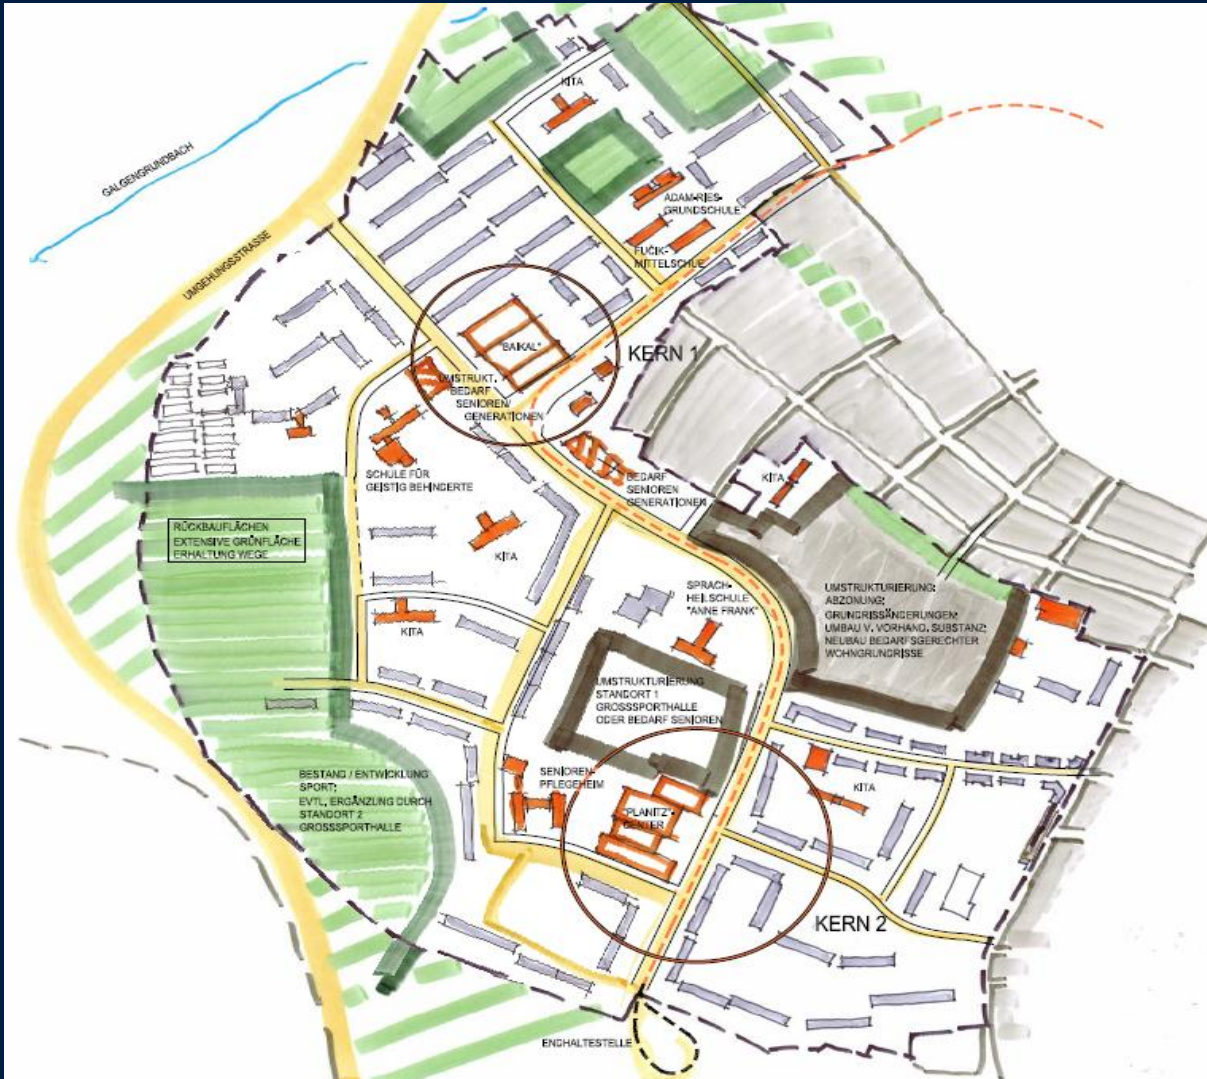 KITA
GALGENGRUNDBACH
ADAM-RIES-
GRUNDSCHULE
FUCIK-
MITTELSCHULE
UMGEHUNGSSTRASSE
"BAIKAL"
KERN 1
UMSTRUKT.
BEDARF
SENIOREN/
GENERATIONEN
SCHULE FÜR
GEISTIG BEHINDERTE
BEDARF
SENIOREN
GENERATIONEN
KITA
RÜCKBAUFLÄCHEN
EXTENSIVE GRÜNFLÄCHE
ERHALTUNG WEGE
KITA
SPRACH-
HEILSCHULE
"ANNE FRANK"
UMSTRUKTURIERUNG;
ABZONUNG;
GRUNDRISSÄNDERUNGEN;
UMBAU V. VORHAND. SUBSTANZ;
NEUBAU BEDARFSGERECHTER
WOHNGRUNDRISSE
KITA
UMSTRUKTURIERUNG
STANDORT 1
GROSSSPORTHALLE
ODER BEDARF SENIOREN
BESTAND / ENTWICKLUNG
SPORT;
EVTL. ERGÄNZUNG DURCH
STANDORT 2
GROSSSPORTHALLE
SENIOREN-
PFLEGEHEIM
"PLANITZ"-
CENTER
KITA
KERN 2
ENDHALTESTELLE